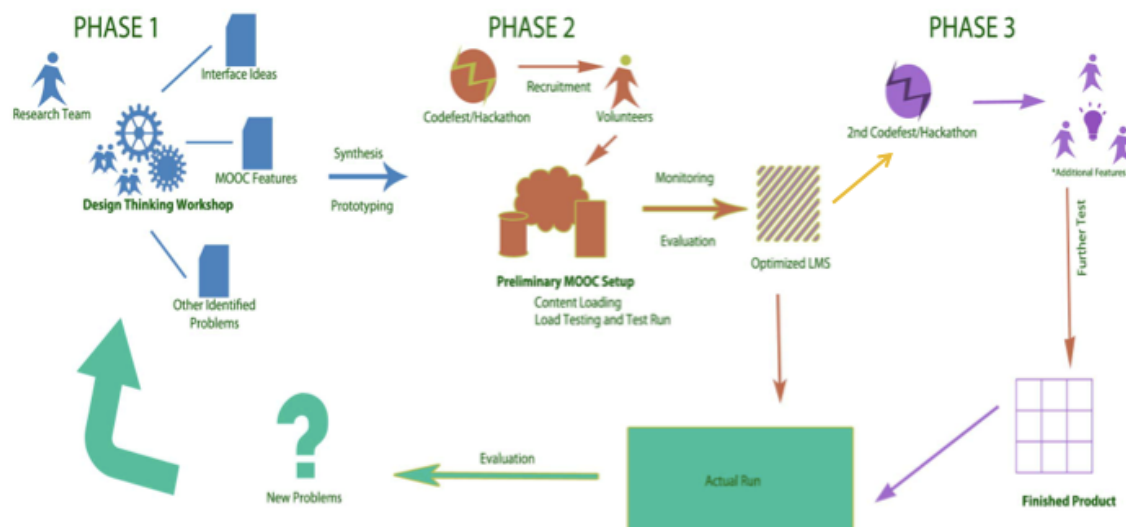 PHASE 1
Research Team
Interface Ideas
MOOC Features
Design Thinking Workshop
Other Identified
Problems
Synthesis
Prototyping
PHASE 2
Codefest/Hackathon
Recruitment
Volunteers
Preliminary MOOC Setup
Content Loading
Load Testing and Test Run
Monitoring
Evaluation
Optimized LMS
PHASE 3
2nd Codefest/Hackathon
*Additional Features
Further Test
Finished Product
Actual Run
Evaluation
New Problems